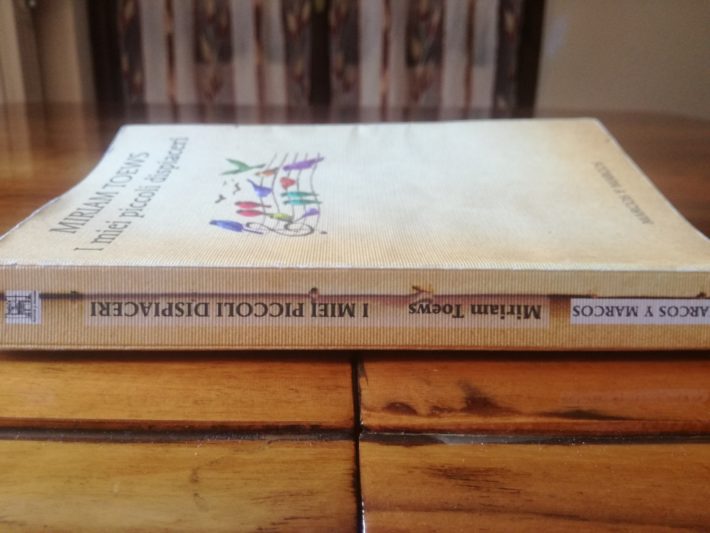 MIRIAM TOEWS
I miei piccoli dispiaceri
MARCOS Y MARCOS
ARCOS Y MARCOS
Miriam Toews
I MIEI PICCOLI DISPIACERI